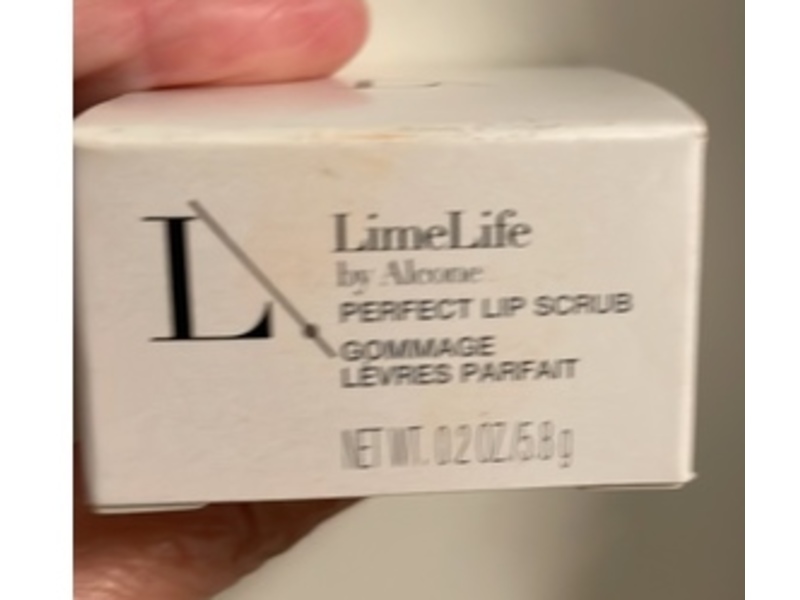 L
LimeLife
by Alcone
PERFECT LIP SCRUB
GOMMAGE
LÈVRES PARFAIT
NET WT. 0.2 OZ/5.8 g